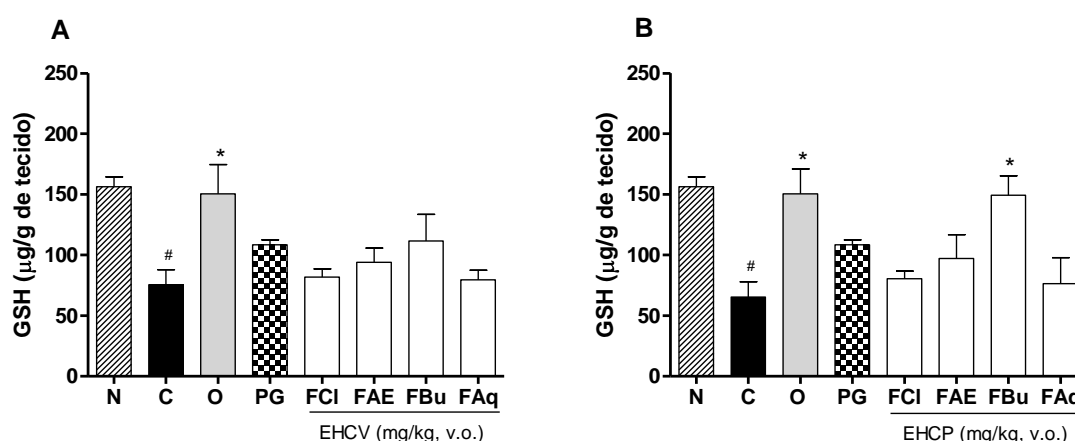 A
250
200
150
100
50
0
GSH (µg/g de tecido)
#
*
N C O PG FCl FAE FBu FAq
EHCV (mg/kg, v.o.)
B
250
200
150
100
50
0
GSH (µg/g de tecido)
#
*
*
N C O PG FCl FAE FBu FAq
EHCP (mg/kg, v.o.)